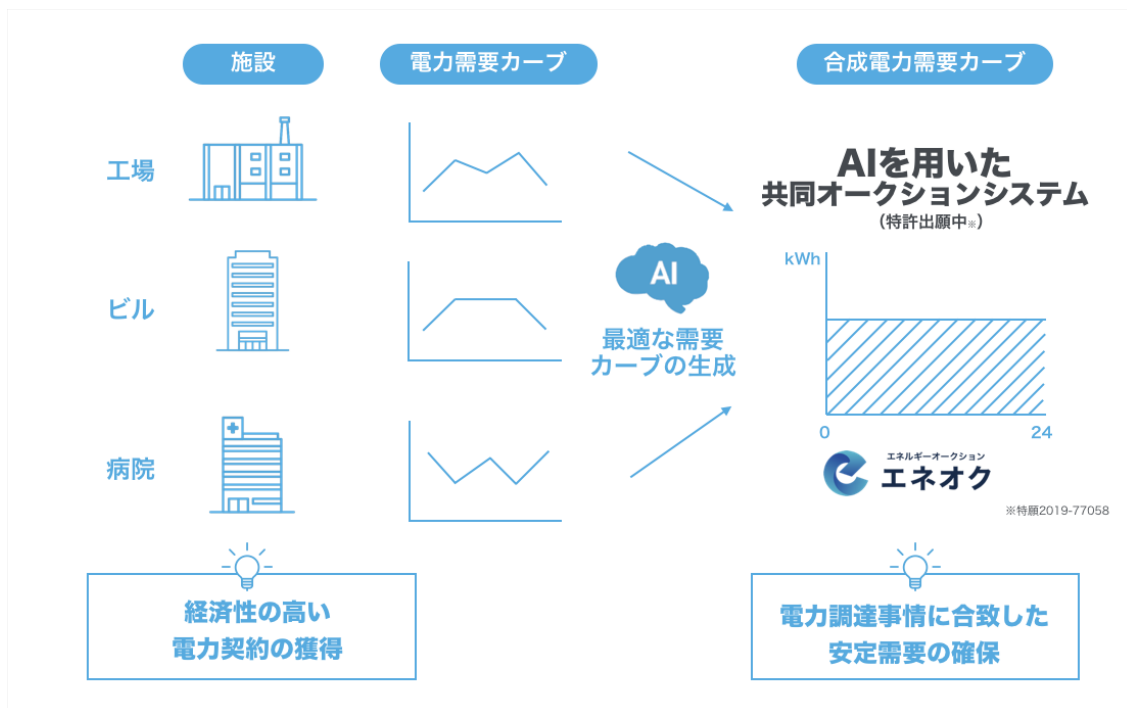 施設
電力需要カーブ
合成電力需要カーブ
工場
ビル
病院
AI
最適な需要
カーブの生成
AIを用いた
共同オークションシステム
(特許出願中※)
kWh
0
24
エネルギーオークション
エネオク
※特願2019-77058
経済性の高い
電力契約の獲得
電力調達事情に合致した
安定需要の確保